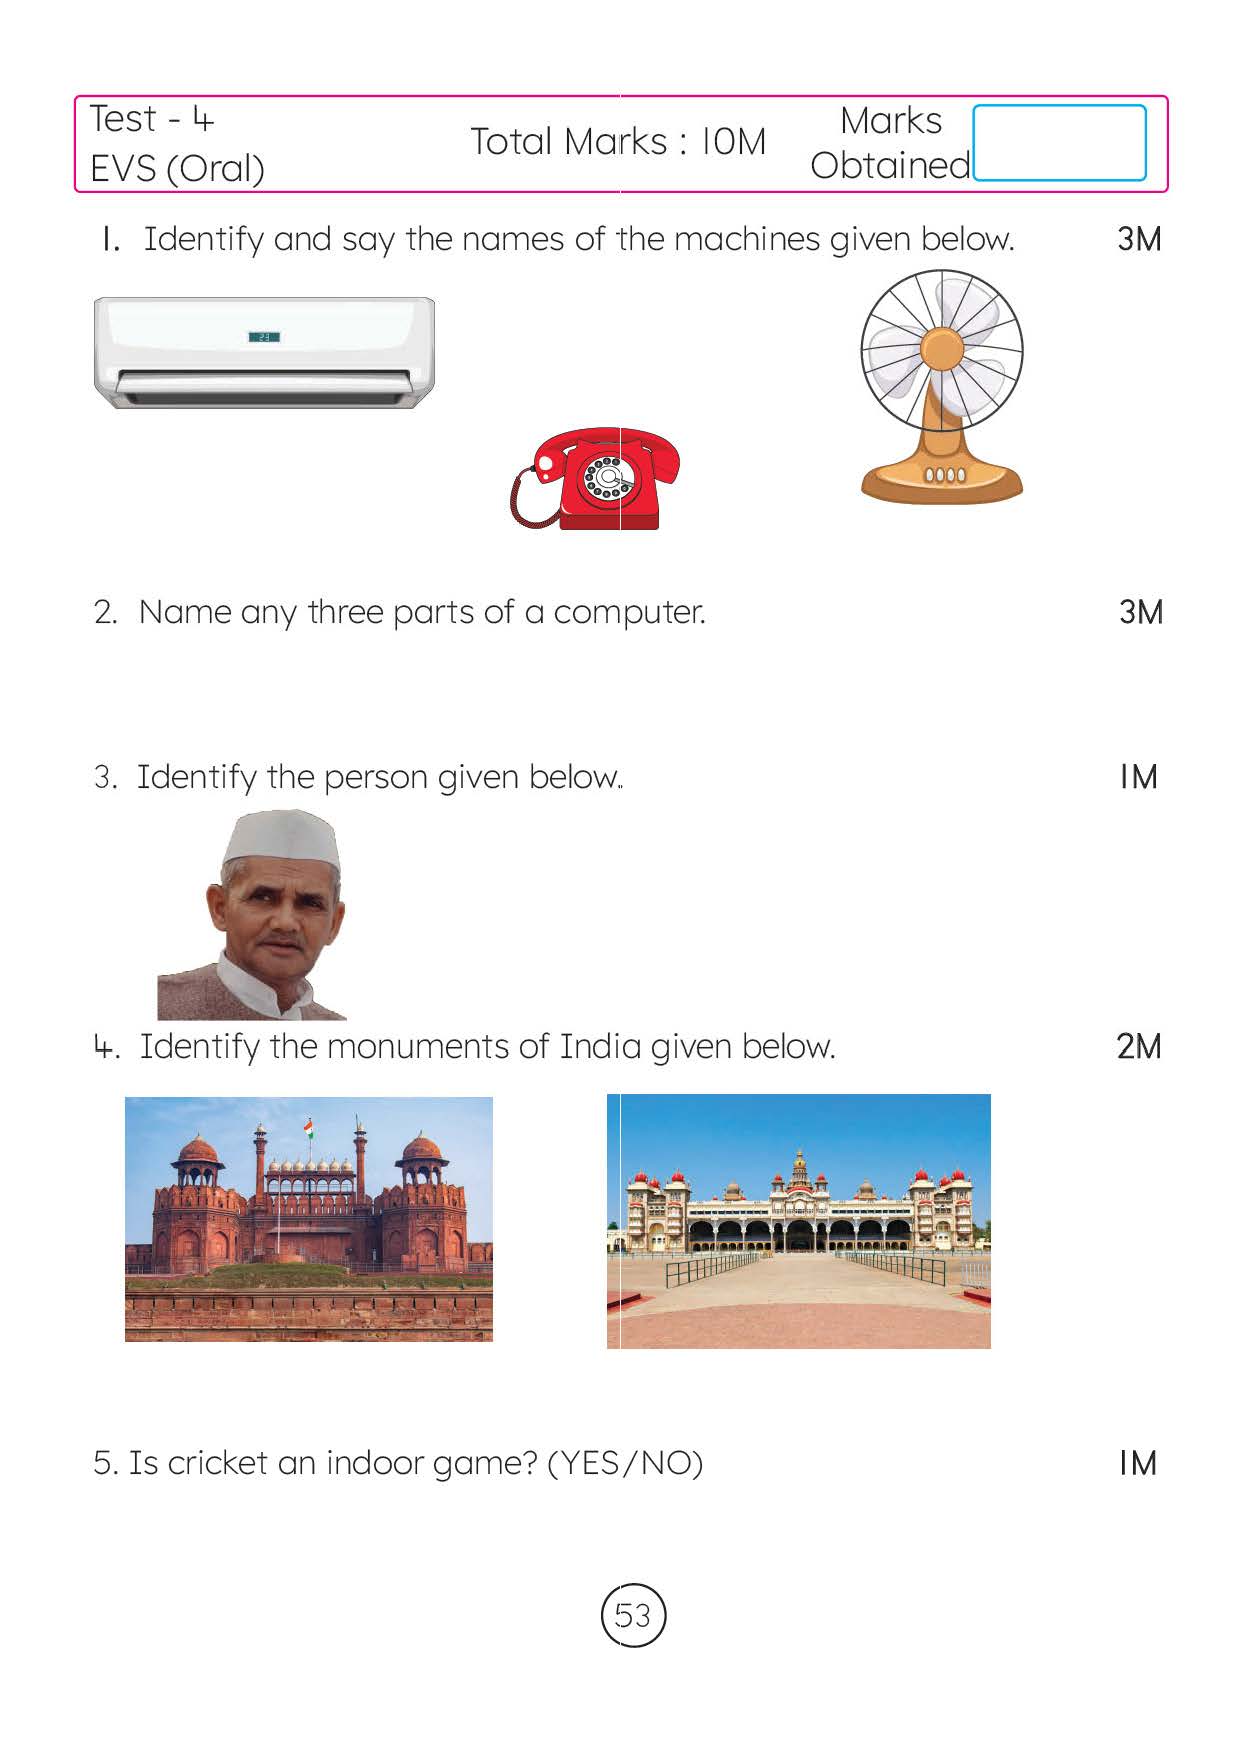 Test - 4
EVS (Oral)
Total Marks : 10M
Marks
Obtained
1. Identify and say the names of the machines given below. 3M
23
2. Name any three parts of a computer. 3M
3. Identify the person given below. 1M
4. Identify the monuments of India given below. 2M
5. Is cricket an indoor game? (YES/NO) 1M
53